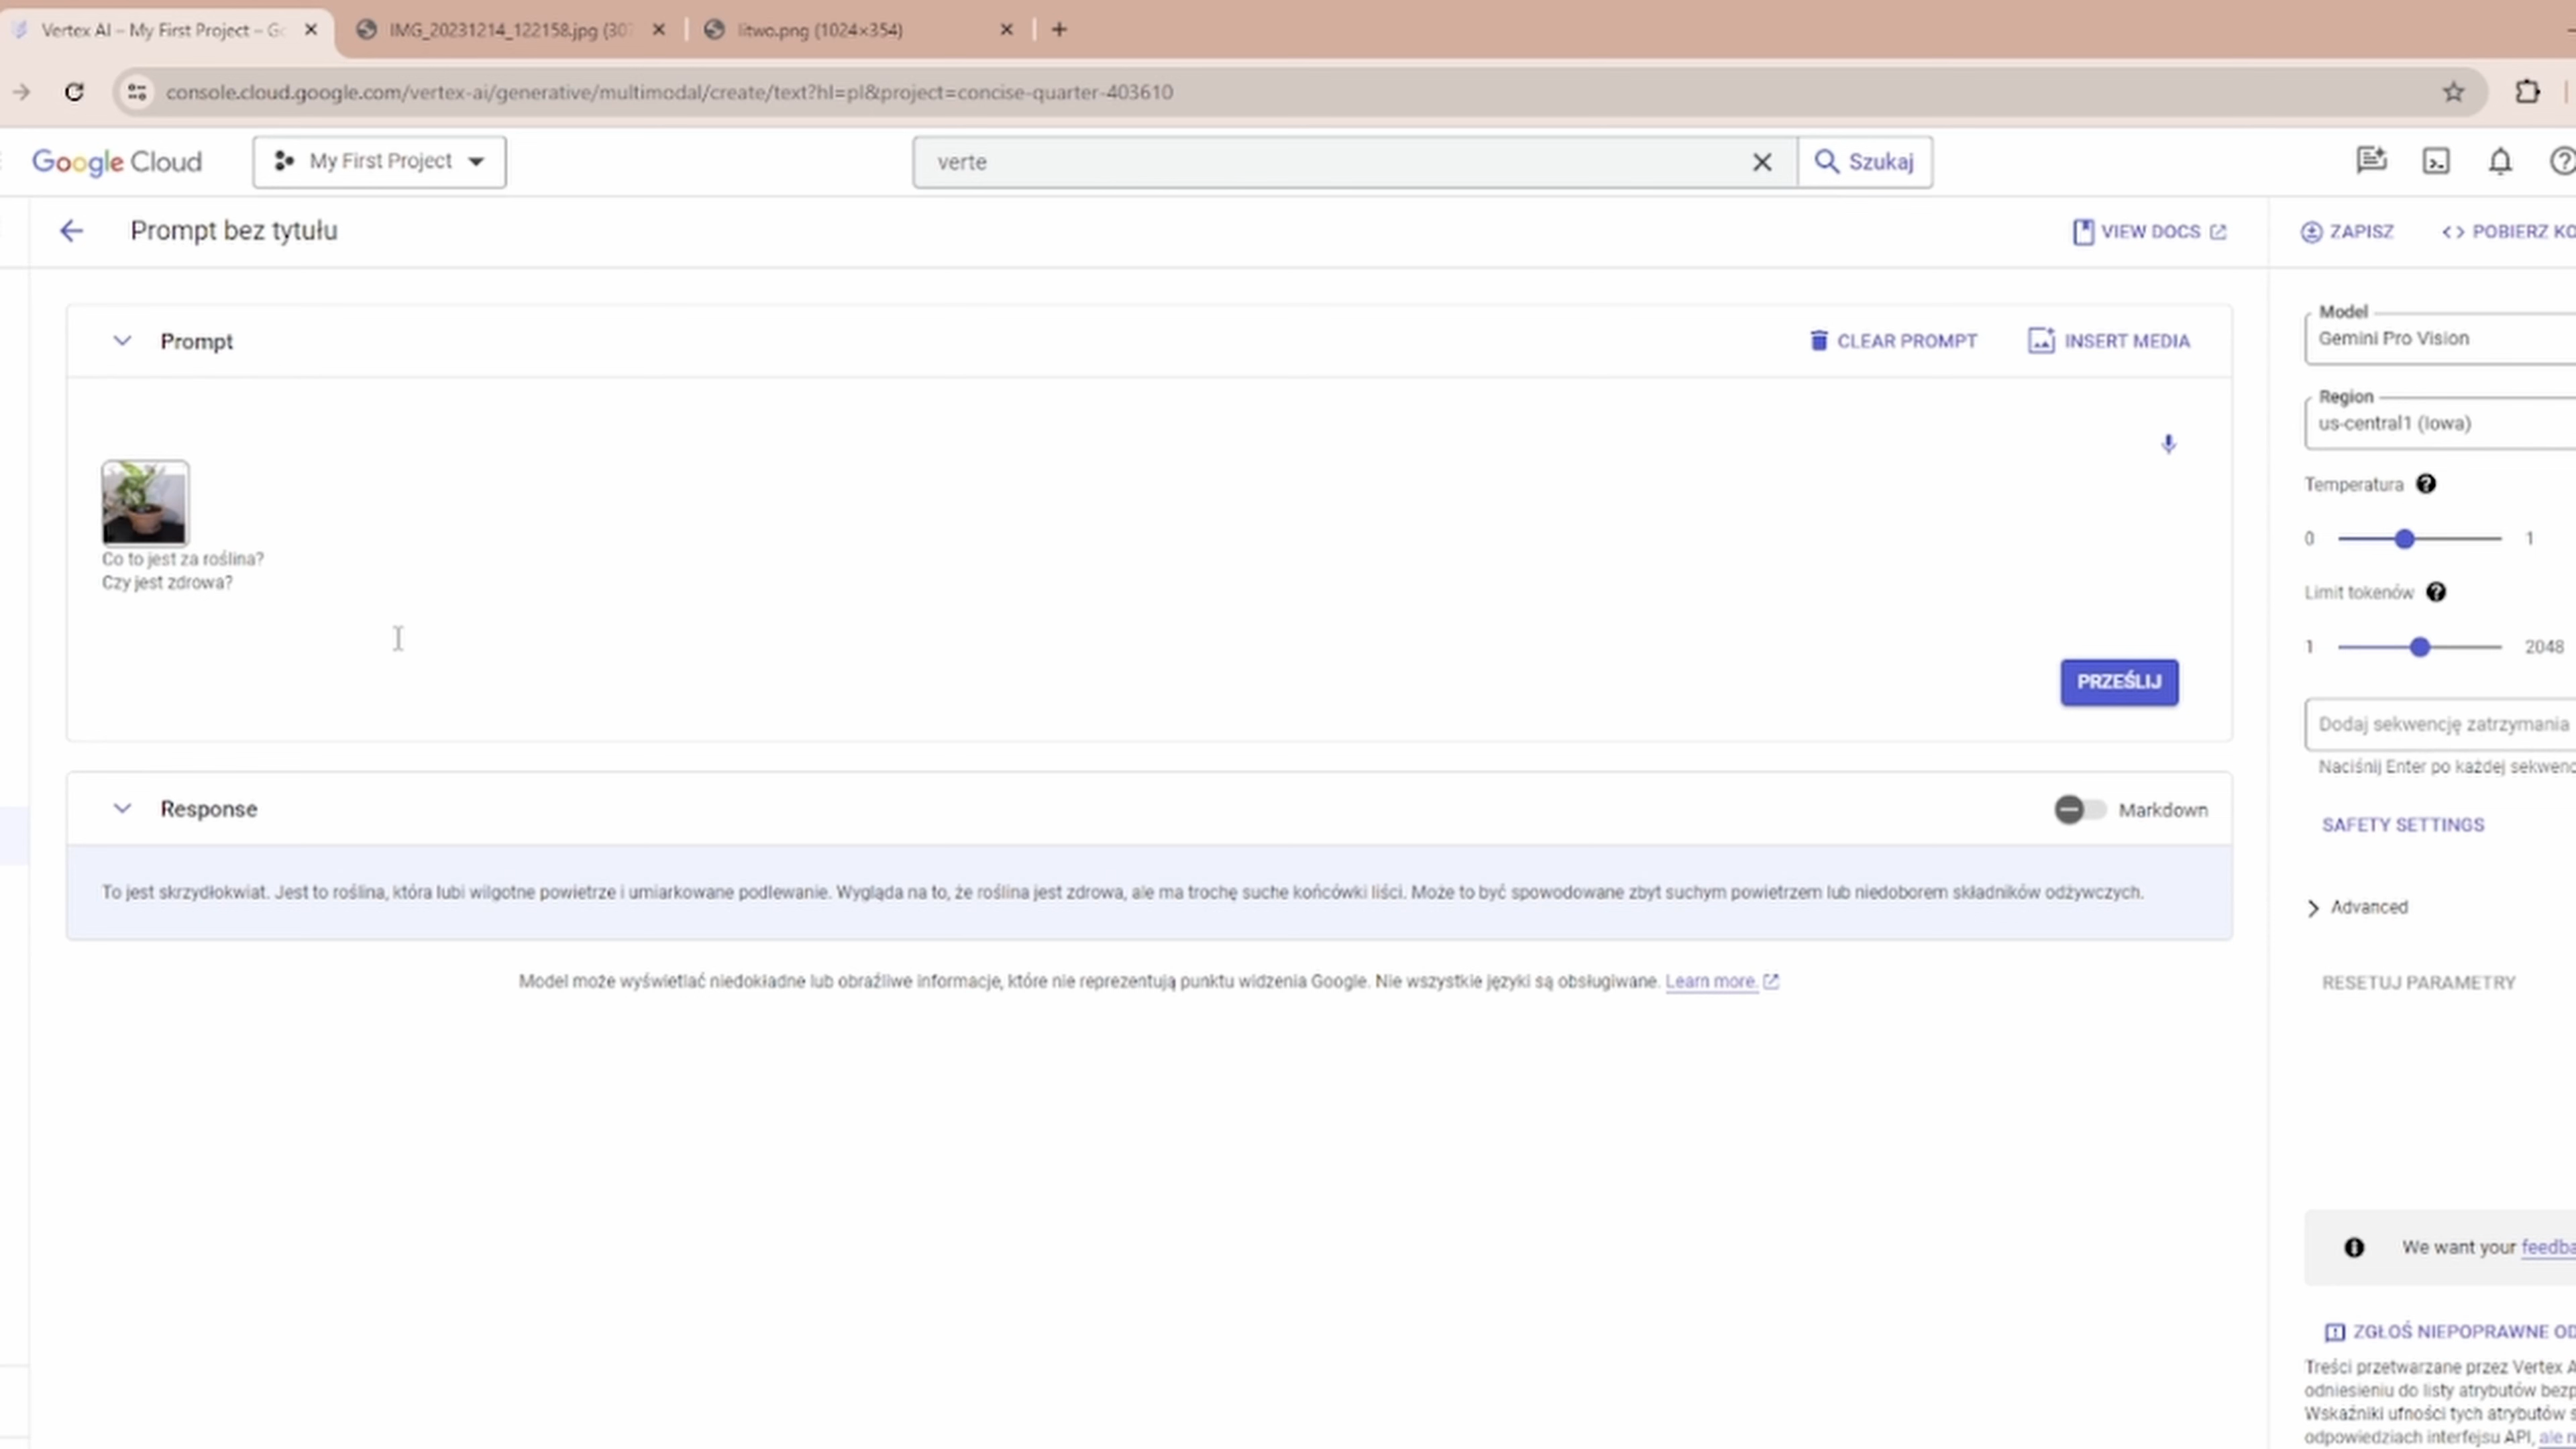 Vertex AI – My First Project – Go
IMG_20231214_122158.jpg (307
litwo.png (1024×354)
console.cloud.google.com/vertex-ai/generative/multimodal/create/text?hl=pl&project=concise-quarter-403610
Google Cloud
My First Project
verte
Szukaj
Prompt bez tytułu
VIEW DOCS
ZAPISZ
POBIERZ KO
Prompt
CLEAR PROMPT
INSERT MEDIA
Co to jest za roślina?
Czy jest zdrowa?
PRZEŚLIJ
Response
Markdown
To jest skrzydłokwiat. Jest to roślina, która lubi wilgotne powietrze i umiarkowane podlewanie. Wygląda na to, że roślina jest zdrowa, ale ma trochę suche końcówki liści. Może to być spowodowane zbyt suchym powietrzem lub niedoborem składników odżywczych.
Model może wyświetlać niedokładne lub obraźliwe informacje, które nie reprezentują punktu widzenia Google. Nie wszystkie języki są obsługiwane. Learn more.
Model
Gemini Pro Vision
Region
us-central1 (Iowa)
Temperatura
0 1
Limit tokenów
1 2048
Dodaj sekwencję zatrzymania
Naciśnij Enter po każdej sekwenc
SAFETY SETTINGS
Advanced
RESETUJ PARAMETRY
We want your feedba
ZGŁOŚ NIEPOPRAWNE OD
Treści przetwarzane przez Vertex A
odniesieniu do listy atrybutów bezp
Wskaźniki ufności tych atrybutów s
odpowiedziach interfejsu API, ale n